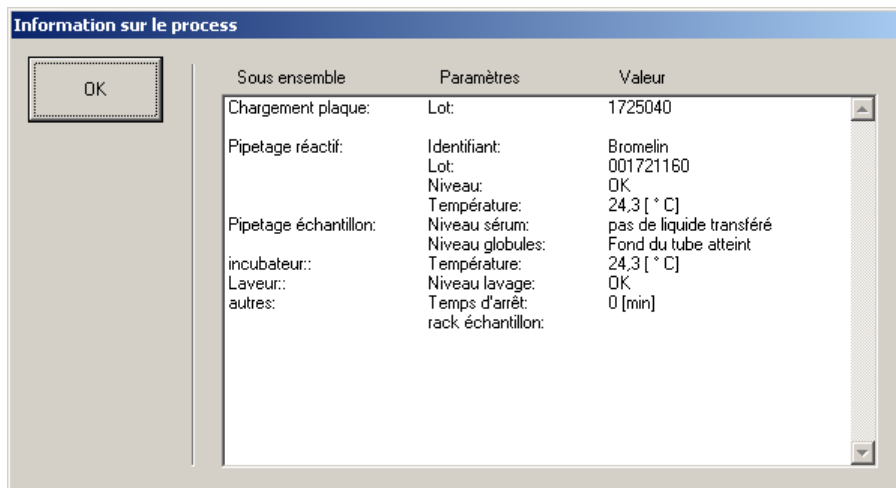 Information sur le process
OK
Sous ensemble Paramètres Valeur
Chargement plaque: Lot: 1725040
Pipetage réactif: Identifiant: Bromelin
Lot: 001721160
Niveau: OK
Température: 24,3 [ ° C]
Pipetage échantillon: Niveau sérum: pas de liquide transféré
Niveau globules: Fond du tube atteint
incubateur:: Température: 24,3 [ ° C]
Laveur:: Niveau lavage: OK
autres: Temps d'arrêt: 0 [min]
rack échantillon: